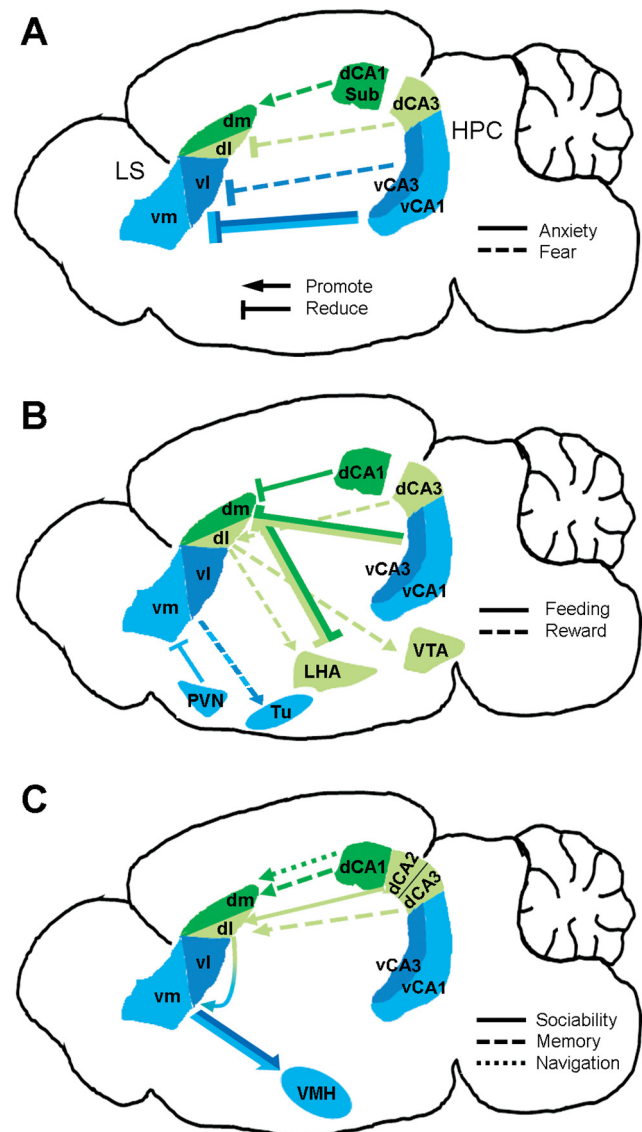 A
dCA1
Sub
dCA3
HPC
dm
dl
LS
vl
vm
vCA3
vCA1
Anxiety
Fear
Promote
Reduce
B
dCA1
dCA3
dm
dl
vl
vm
vCA3
vCA1
Feeding
Reward
VTA
LHA
PVN
Tu
C
dCA1
dCA2
dCA3
dm
dl
vl
vm
vCA3
vCA1
Sociability
Memory
Navigation
VMH